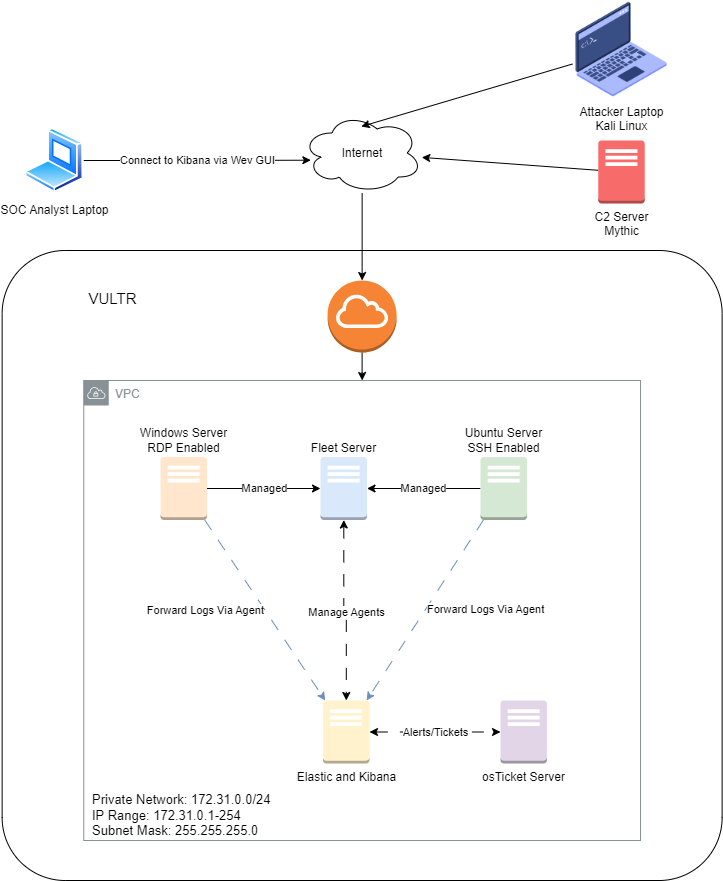 Attacker Laptop
Kali Linux
Internet
Connect to Kibana via Wev GUI
SOC Analyst Laptop
C2 Server
Mythic
VULTR
VPC
Windows Server
RDP Enabled
Fleet Server
Ubuntu Server
SSH Enabled
Managed
Managed
Forward Logs Via Agent
Manage Agents
Forward Logs Via Agent
Alerts/Tickets
Elastic and Kibana
osTicket Server
Private Network: 172.31.0.0/24
IP Range: 172.31.0.1-254
Subnet Mask: 255.255.255.0